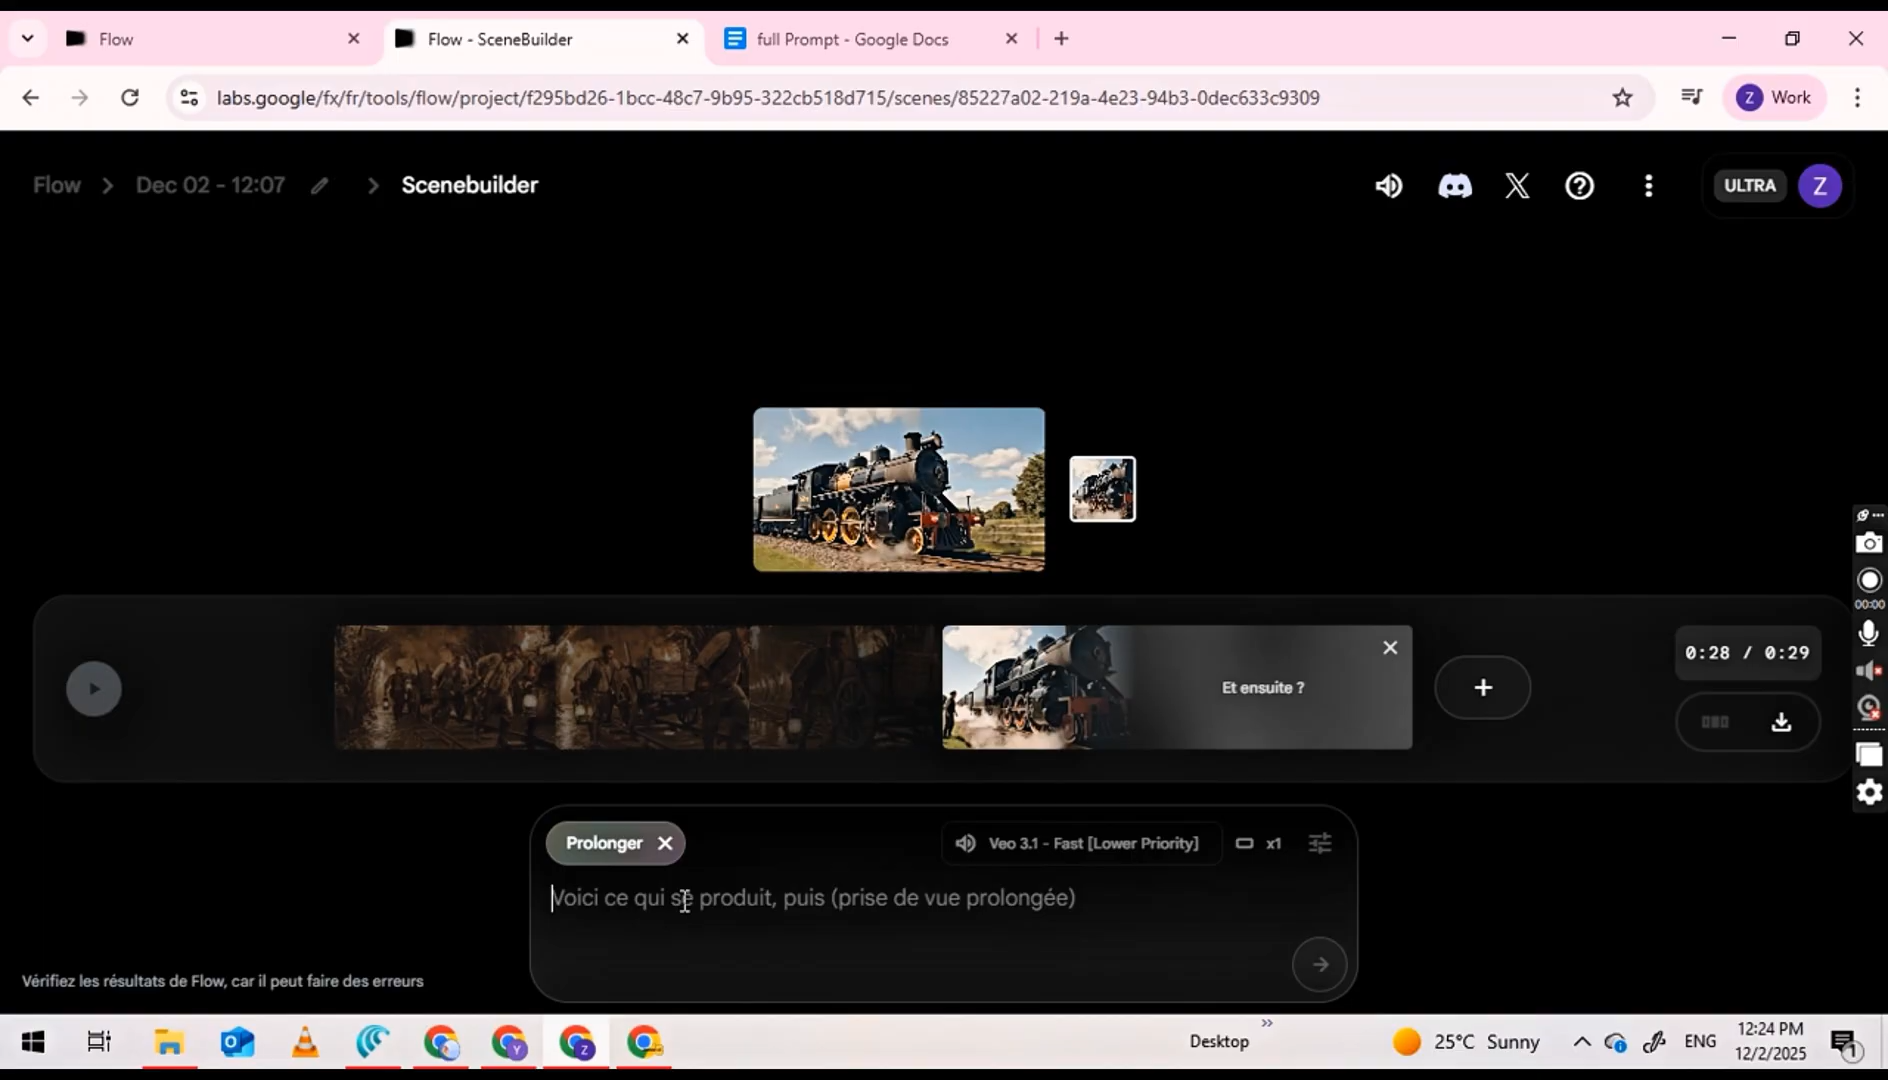 Flow
Flow - SceneBuilder
full Prompt - Google Docs
labs.google/fx/fr/tools/flow/project/f295bd26-1bcc-48c7-9b95-322cb518d715/scenes/85227a02-219a-4e23-94b3-0dec633c9309
Z Work
Flow > Dec 02 - 12:07 > Scenebuilder
ULTRA Z
00:00
Et ensuite ?
0:28 / 0:29
Prolonger
Veo 3.1 - Fast [Lower Priority]
x1
Voici ce qui se produit, puis (prise de vue prolongée)
Vérifiez les résultats de Flow, car il peut faire des erreurs
Y
Z
Desktop
25°C Sunny
ENG
12:24 PM
12/2/2025
1